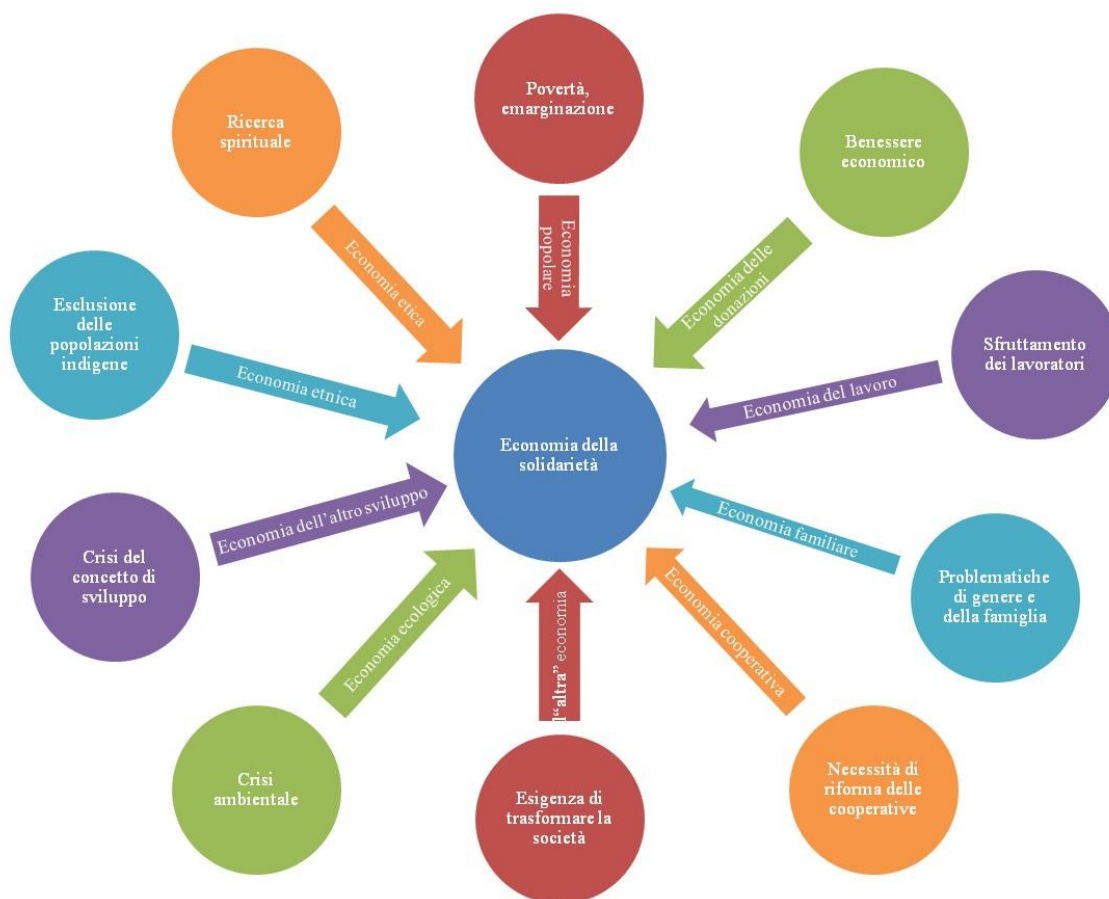 Povertà,
emarginazione
Economia
popolare
Benessere
economico
Economia delle
donazioni
Sfruttamento
dei lavoratori
Economia del lavoro
Problematiche
di genere e
della famiglia
Economia familiare
Necessità di
riforma delle
cooperative
Economia cooperativa
Esigenza di
trasformare la
società
l“altra” economia
Crisi
ambientale
Economia ecologica
Crisi del
concetto di
sviluppo
Economia dell’altro sviluppo
Esclusione
delle
popolazioni
indigene
Economia etnica
Ricerca
spirituale
Economia etica
Economia della
solidarietà